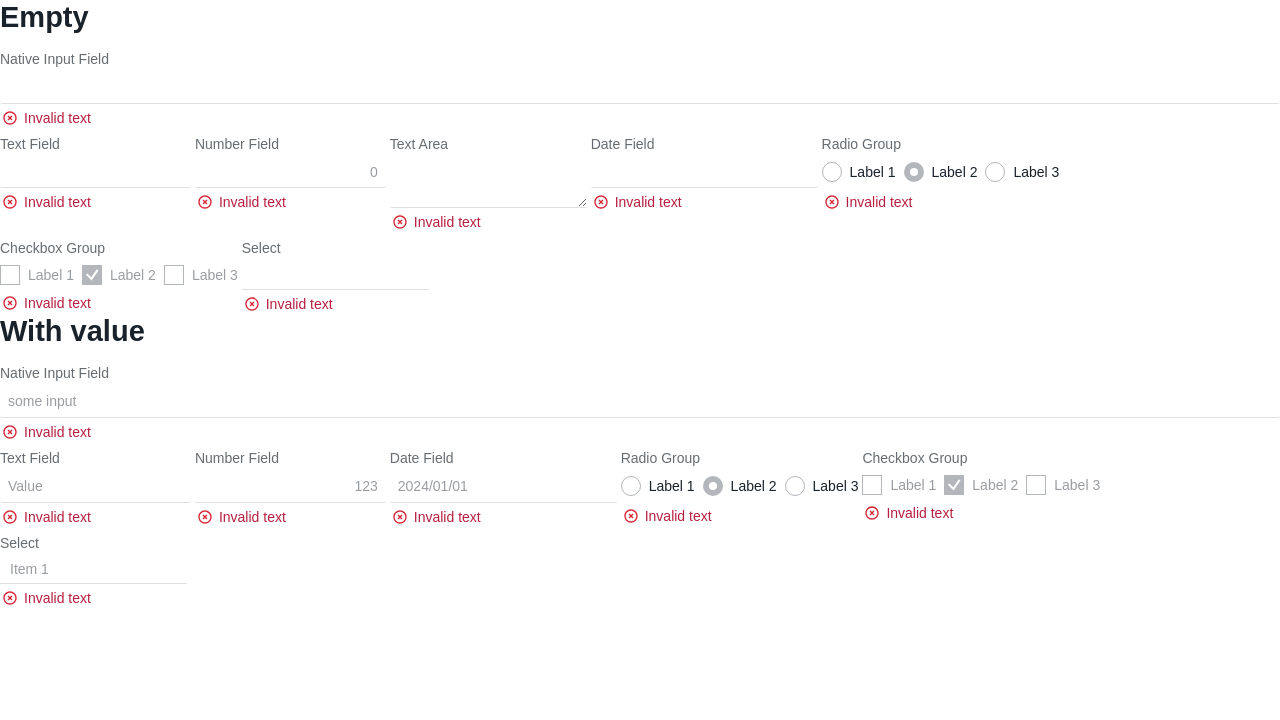 Empty
Native Input Field
Invalid text
Text Field Number Field Text Area Date Field Radio Group
0 Label 1 Label 2 Label 3
Invalid text Invalid text Invalid text Invalid text
Invalid text
Checkbox Group Select
Label 1 Label 2 Label 3
Invalid text Invalid text
With value
Native Input Field
some input
Invalid text
Text Field Number Field Date Field Radio Group Checkbox Group
Value 123 2024/01/01 Label 1 Label 2 Label 3 Label 1 Label 2 Label 3
Invalid text Invalid text Invalid text Invalid text Invalid text
Select
Item 1
Invalid text